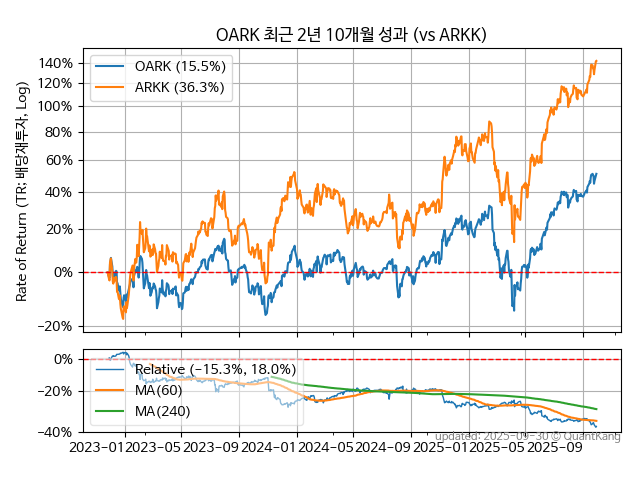 OARK 최근 2년 10개월 성과 (vs ARKK)
Rate of Return (TR: 배당재투자, Log)
140%
120%
100%
80%
60%
40%
20%
0%
−20%
OARK (15.5%)
ARKK (36.3%)
0%
−20%
−40%
Relative (−15.3%, 18.0%)
MA(60)
MA(240)
2023−01 2023−05 2023−09 2024−01 2024−05 2024−09 2025−01 2025−05 2025−09
updated: 2025−09−30 © QuantKang